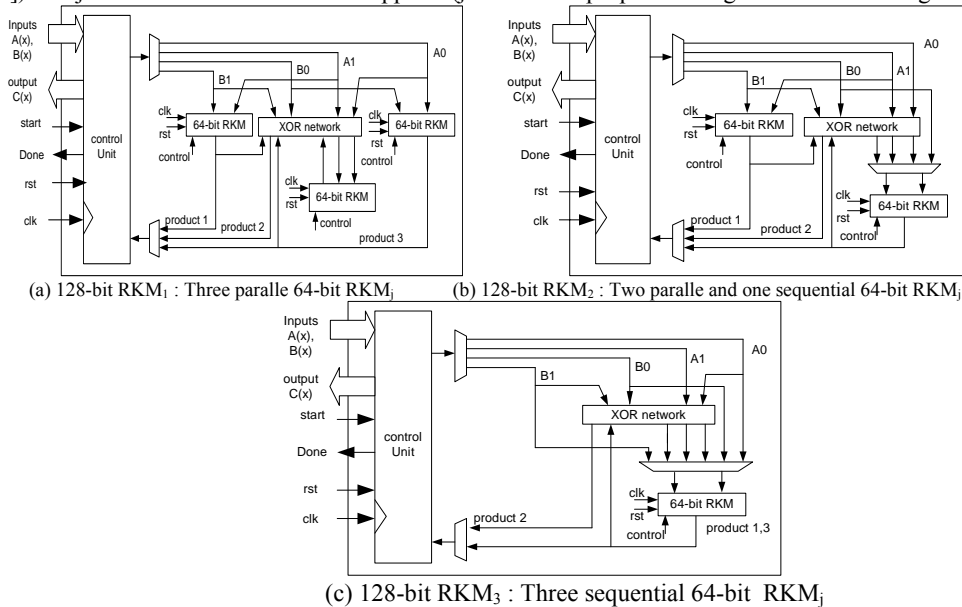 Inputs
A(x),
B(x)
output
C(x)
start
Done
rst
clk
control
Unit
A0
A1
B0
B1
clk
rst
64-bit RKM
control
XOR network
clk
rst
64-bit RKM
control
clk
rst
64-bit RKM
control
product 1
product 2
product 3
(a) 128-bit RKM1 : Three paralle 64-bit RKMj
Inputs
A(x),
B(x)
output
C(x)
start
Done
rst
clk
control
Unit
A0
A1
B0
B1
clk
rst
64-bit RKM
control
XOR network
clk
rst
64-bit RKM
control
product 1
product 2
(b) 128-bit RKM2 : Two paralle and one sequential 64-bit RKMj
Inputs
A(x),
B(x)
output
C(x)
start
Done
rst
clk
control
Unit
A0
A1
B0
B1
XOR network
clk
rst
64-bit RKM
control
product 2
product 1,3
(c) 128-bit RKM3 : Three sequential 64-bit RKMj